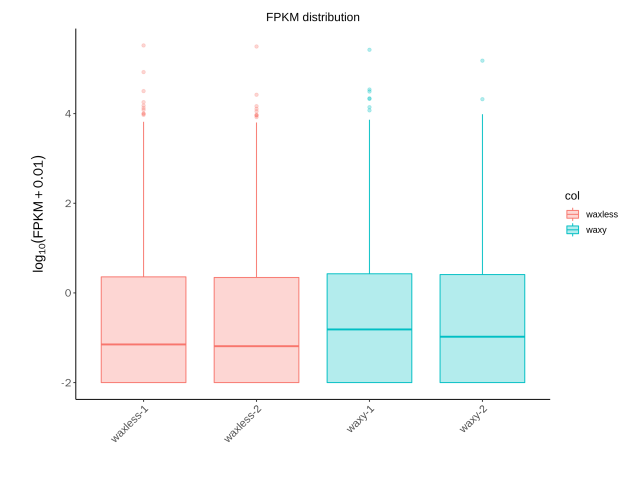 FPKM distribution
log10(FPKM + 0.01)
4
2
0
-2
waxless-1
waxless-2
waxy-1
waxy-2
col
waxless
waxy